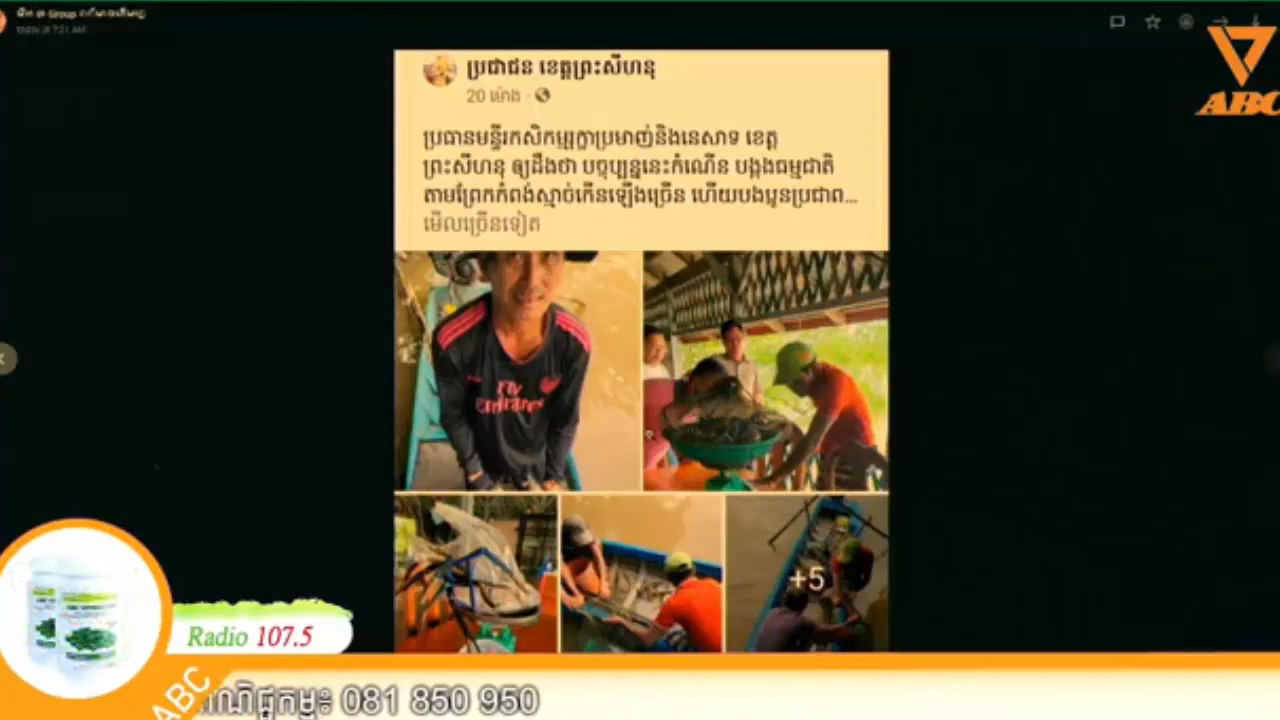 ប្រជាជន ខេត្តព្រះសីហនុ
20 ម៉ោង ·
ប្រធានមន្ទីរកសិកម្មរុក្ខាប្រមាញ់និងនេសាទ ខេត្ត
ព្រះសីហនុ ឲ្យដឹងថា បច្ចុប្បន្ននេះកំណើន បង្កងធម្មជាតិ
តាមព្រែកកំពង់ស្មាច់កើនឡើងច្រើន ហើយបងប្អូនប្រជាព...
មើលច្រើនទៀត
ABC
Fly
Emirates
+5
Radio 107.5
ABC
081 850 950